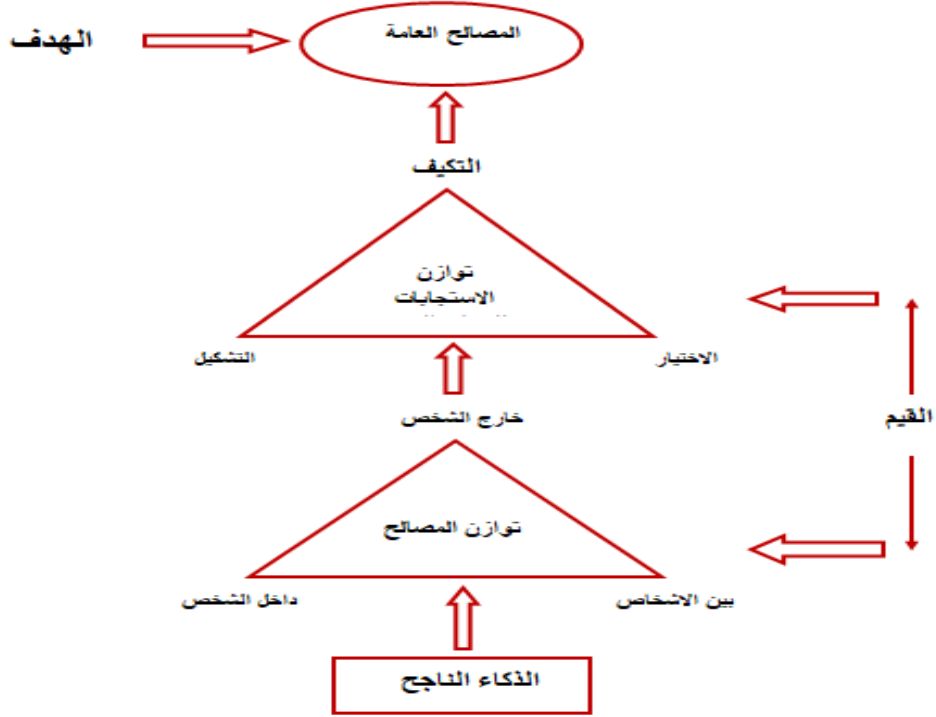 المصالح العامة
الهدف
التكيف
توازن
الاستجابات
الاختيار
التشكيل
خارج الشخص
القيم
توازن المصالح
بين الاشخاص
داخل الشخص
الذكاء الناجح